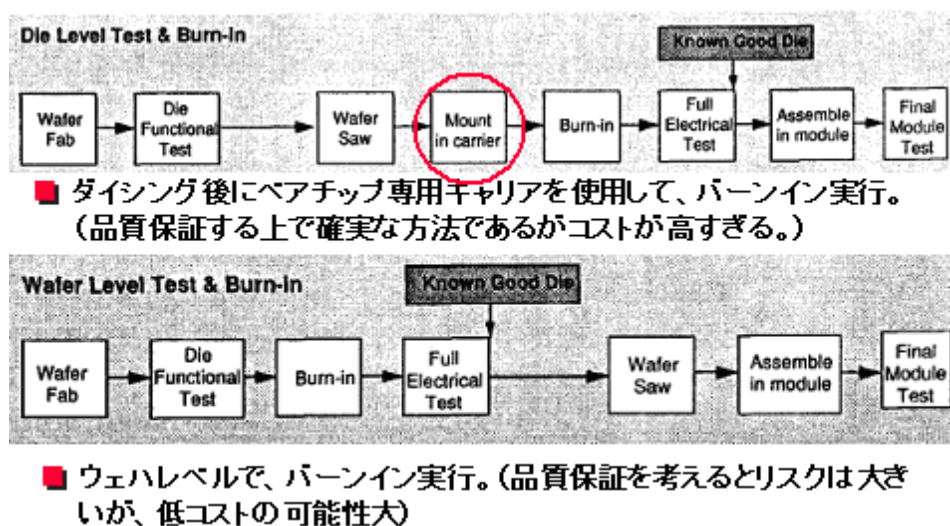 Die Level Test & Burn-in
Known Good Die
Wafer Fab
Die Functional Test
Wafer Saw
Mount in carrier
Burn-in
Full Electrical Test
Assemble in module
Final Module Test
■ ダイシング後にベアチップ専用キャリアを使用して、バーンイン実行。
(品質保証する上で確実な方法であるがコストが高すぎる。)
Wafer Level Test & Burn-In
Known Good Die
Wafer Fab
Die Functional Test
Burn-in
Full Electrical Test
Wafer Saw
Assemble in module
Final Module Test
■ ウェハレベルで、バーンイン実行。(品質保証を考えるとリスクは大き
いが、低コストの可能性大)